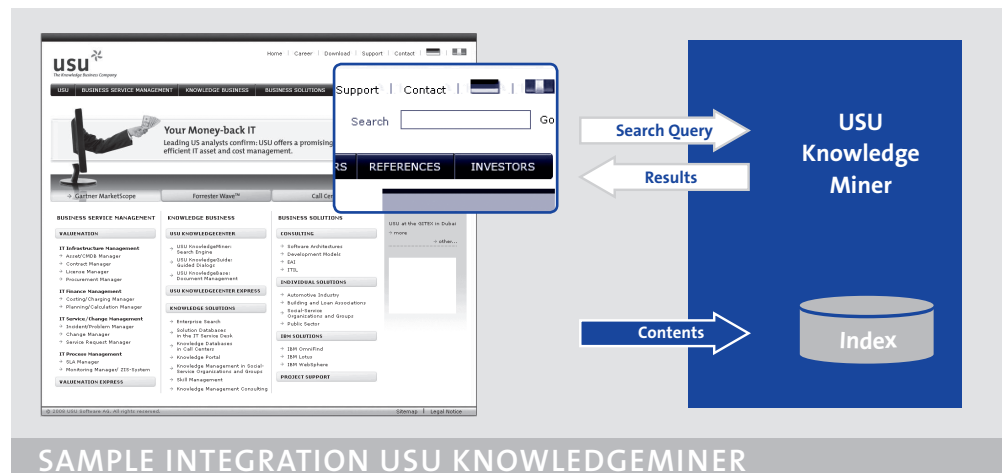 Home | Career | Download | Support | Contact
usu
The Knowledge Business Company
USU BUSINESS SERVICE MANAGEMENT KNOWLEDGE BUSINESS BUSINESS SOLUTIONS
Support | Contact |
Search Go
RS REFERENCES INVESTORS
Your Money-back IT
Leading US analysts confirm: USU offers a promising
efficient IT asset and cost management.
→ Gartner MarketScope Forrester Wave™ Call Cen
BUSINESS SERVICE MANAGEMENT
VALUEMATION
IT Infrastructure Management
→ Asset/CMDB Manager
→ Contract Manager
→ License Manager
→ Procurement Manager
IT Finance Management
→ Costing/Charging Manager
→ Planning/Calculation Manager
IT Service/Change Management
→ Incident/Problem Manager
→ Change Manager
→ Service Request Manager
IT Process Management
→ SLA Manager
→ Monitoring Manager/ ZIS-System
VALUEMATION EXPRESS
KNOWLEDGE BUSINESS
USU KNOWLEDGECENTER
→ USU KnowledgeMiner:
Search Engine
→ USU KnowledgeGuide:
Guided Dialogs
→ USU KnowledgeBase:
Document Management
USU KNOWLEDGECENTER EXPRESS
KNOWLEDGE SOLUTIONS
→ Enterprise Search
→ Solution Databases
in the IT Service Desk
→ Knowledge Databases
in Call Centers
→ Knowledge Portal
→ Knowledge Management in Social-
Service Organisations and Groups
→ Skill Management
→ Knowledge Management Consulting
BUSINESS SOLUTIONS
CONSULTING
→ Software Architectures
→ Development Models
→ EAI
→ ITIL
INDIVIDUAL SOLUTIONS
→ Automotive Industry
→ Building and Loan Associations
→ Social-Service
Organizations and Groups
→ Public Sector
IBM SOLUTIONS
→ IBM OmniFind
→ IBM Lotus
→ IBM WebSphere
PROJECT SUPPORT
USU at the GITEX in Dubai
→ more
→ other...
Sitemap | Legal Notice
Search Query
Results
Contents
USU
Knowledge
Miner
Index
SAMPLE INTEGRATION USU KNOWLEDGEMINER